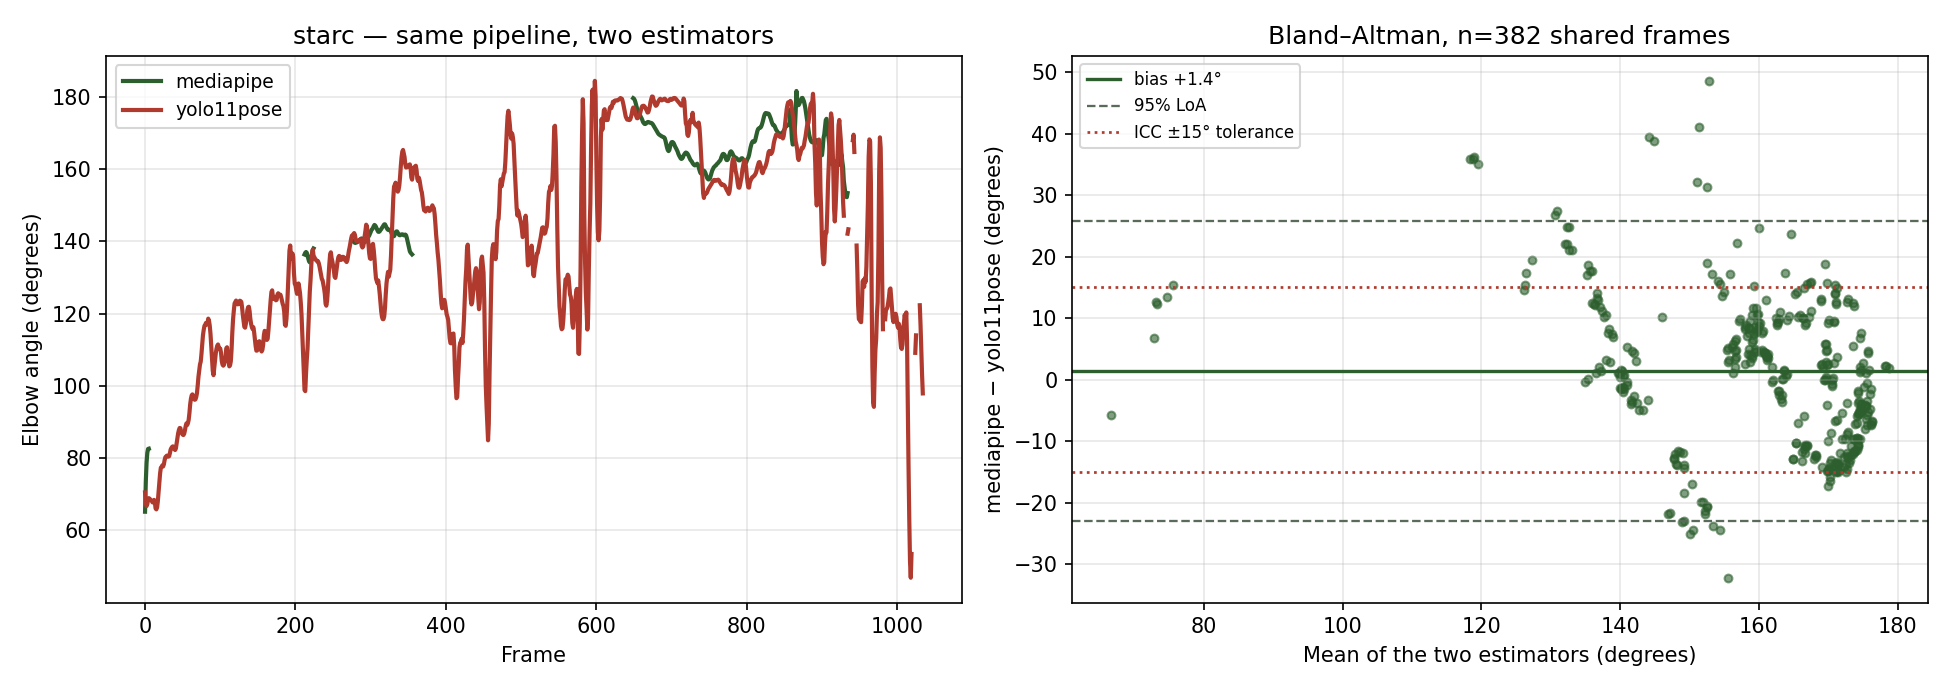 starc — same pipeline, two estimators
mediapipe
yolo11pose
Elbow angle (degrees)
180
160
140
120
100
80
60
0
200
400
600
800
1000
Frame
Bland–Altman, n=382 shared frames
bias +1.4°
95% LoA
ICC ±15° tolerance
mediapipe − yolo11pose (degrees)
50
40
30
20
10
0
−10
−20
−30
80
100
120
140
160
180
Mean of the two estimators (degrees)